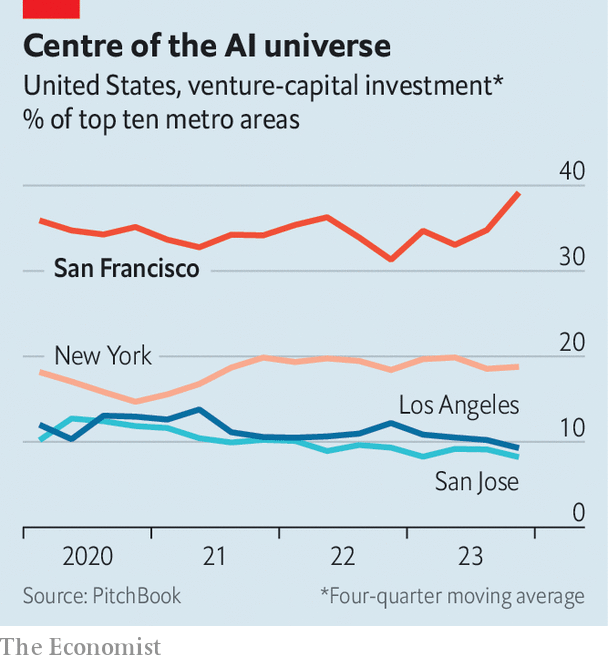 Centre of the AI universe
United States, venture-capital investment*
% of top ten metro areas
40
30
San Francisco
20
New York
Los Angeles
10
San Jose
0
2020 21 22 23
Source: PitchBook *Four-quarter moving average
The Economist